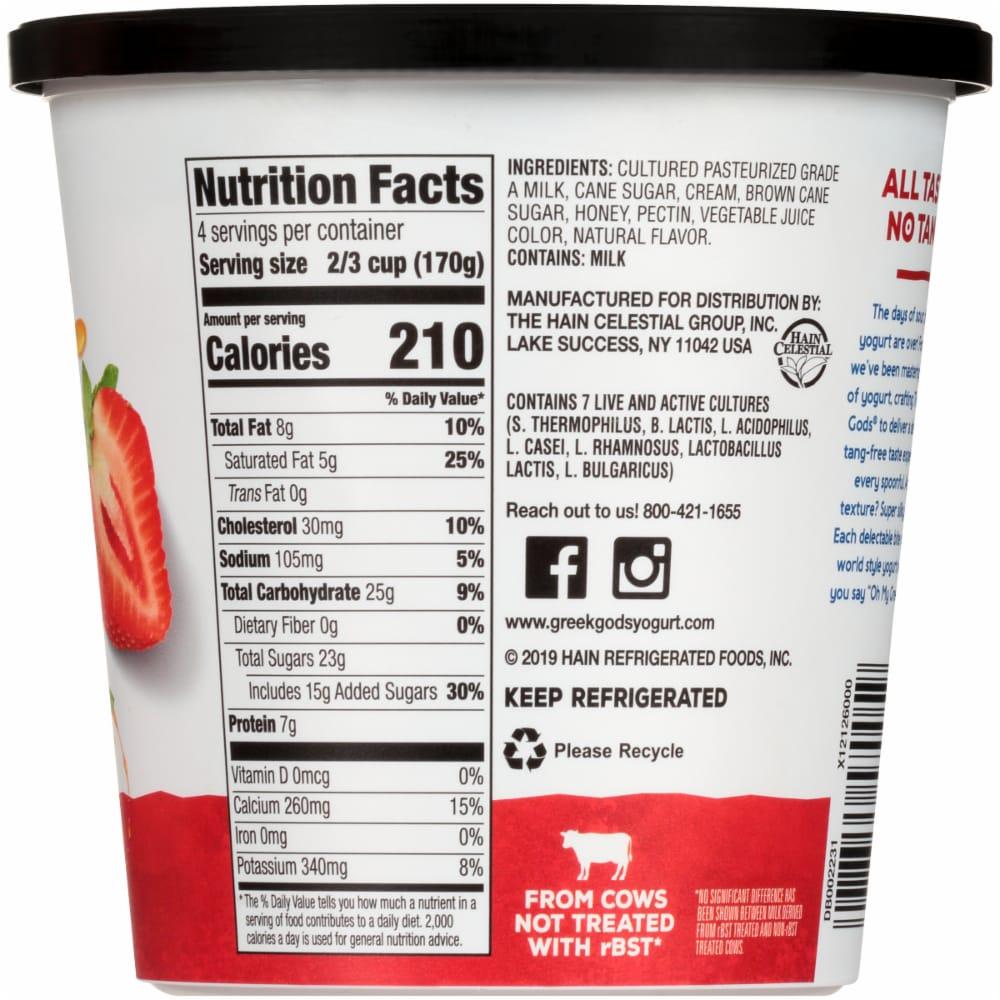 Nutrition Facts
4 servings per container
Serving size 2/3 cup (170g)
Amount per serving
Calories 210
% Daily Value*
Total Fat 8g 10%
Saturated Fat 5g 25%
Trans Fat 0g
Cholesterol 30mg 10%
Sodium 105mg 5%
Total Carbohydrate 25g 9%
Dietary Fiber 0g 0%
Total Sugars 23g
Includes 15g Added Sugars 30%
Protein 7g
Vitamin D 0mcg 0%
Calcium 260mg 15%
Iron 0mg 0%
Potassium 340mg 8%
*The % Daily Value tells you how much a nutrient in a
serving of food contributes to a daily diet. 2,000
calories a day is used for general nutrition advice.
INGREDIENTS: CULTURED PASTEURIZED GRADE
A MILK, CANE SUGAR, CREAM, BROWN CANE
SUGAR, HONEY, PECTIN, VEGETABLE JUICE
COLOR, NATURAL FLAVOR.
CONTAINS: MILK
MANUFACTURED FOR DISTRIBUTION BY:
THE HAIN CELESTIAL GROUP, INC.
LAKE SUCCESS, NY 11042 USA
HAIN
CELESTIAL
CONTAINS 7 LIVE AND ACTIVE CULTURES
(S. THERMOPHILUS, B. LACTIS, L. ACIDOPHILUS,
L. CASEI, L. RHAMNOSUS, LACTOBACILLUS
LACTIS, L. BULGARICUS)
Reach out to us! 800-421-1655
www.greekgodsyogurt.com
© 2019 HAIN REFRIGERATED FOODS, INC.
KEEP REFRIGERATED
Please Recycle
FROM COWS
NOT TREATED
WITH rBST*
*NO SIGNIFICANT DIFFERENCE HAS
BEEN SHOWN BETWEEN MILK DERIVED
FROM rBST TREATED AND NON-rBST
TREATED COWS.
ALL
NO
The days of
yogurt are over!
we've been
of yogurt, crafting
Gods® to deliver
tang-free taste
every spoonful.
texture? Super
Each delectable
world style
you say "Oh My
X12126000
DB002231